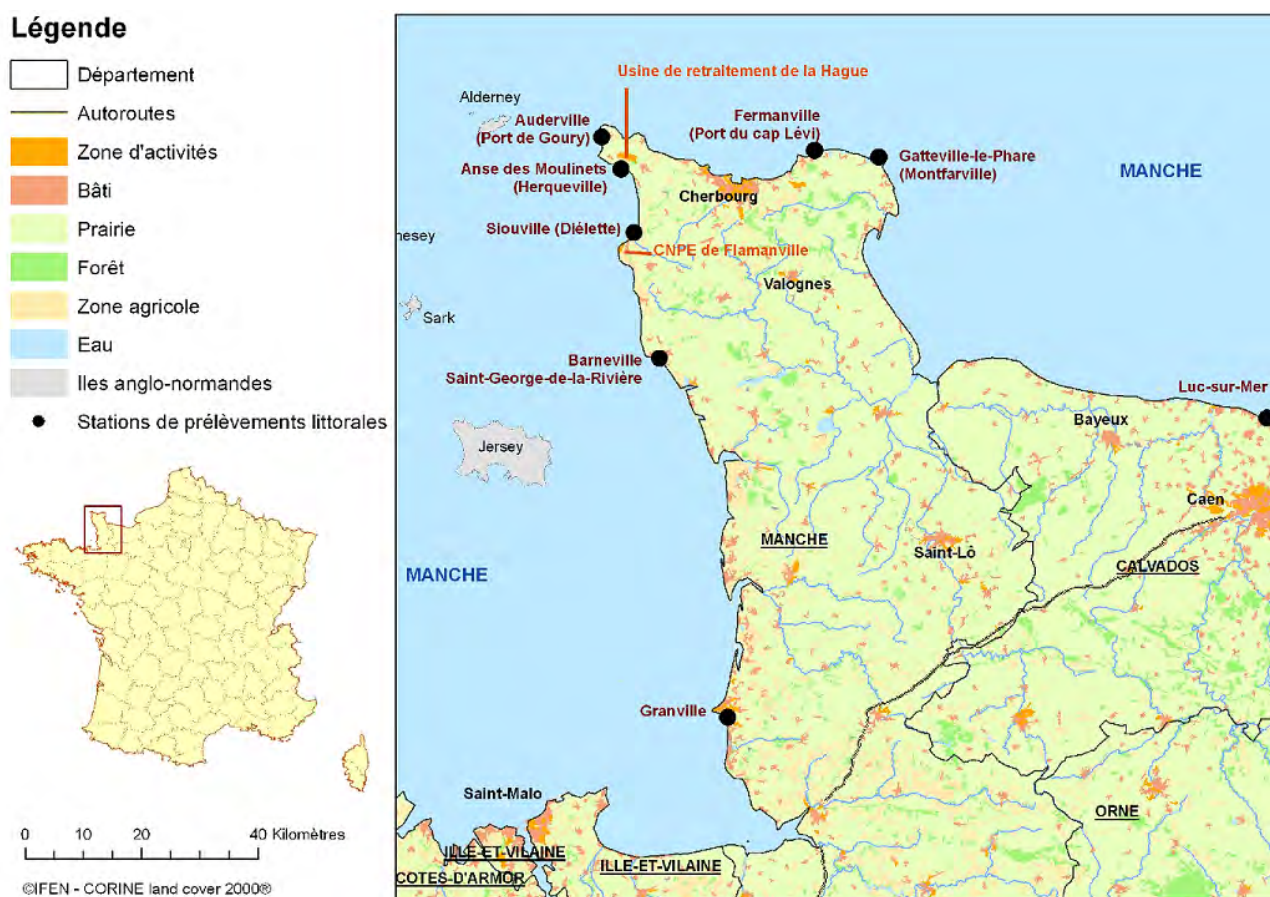 Légende
Département
Autoroutes
Zone d'activités
Bâti
Prairie
Forêt
Zone agricole
Eau
Iles anglo-normandes
Stations de prélèvements littorales
0 10 20 40 Kilomètres
©IFEN - CORINE land cover 2000®
Usine de retraitement de la Hague
Alderney
Auderville
(Port de Goury)
Fermanville
(Port du cap Lévi)
Gatteville-le-Phare
(Montfarville)
MANCHE
Anse des Moulinets
(Herqueville)
Cherbourg
Siouville (Diélette)
nesey
CNPE de Flamanville
Valognes
Sark
Barneville
Saint-George-de-la-Rivière
Luc-sur-Mer
Bayeux
Jersey
Caen
MANCHE
Saint-Lô
CALVADOS
MANCHE
Granville
Saint-Malo
ORNE
ILLE-ET-VILAINE
ILLE-ET-VILAINE
COTES-D'ARMOR